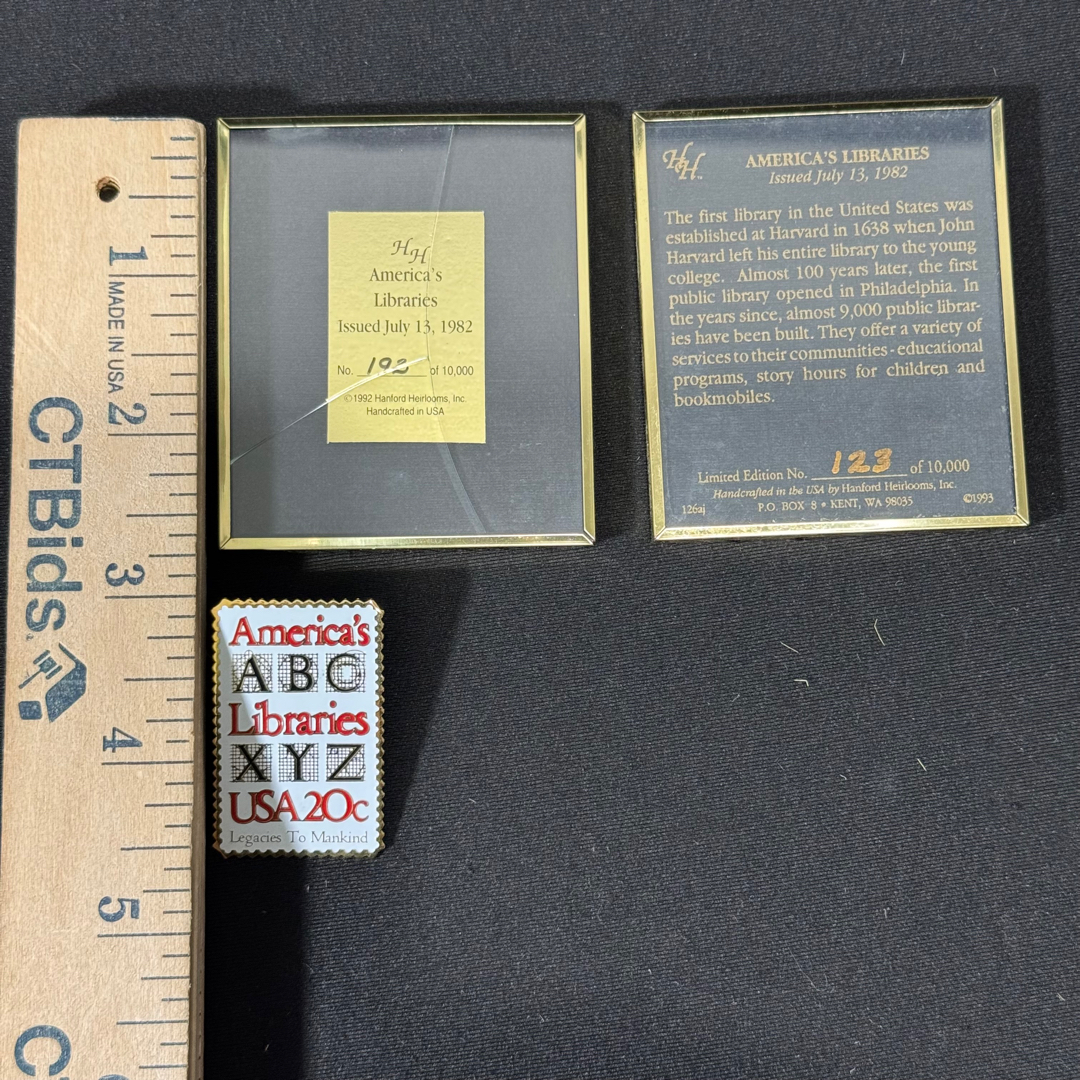 1 MADE IN USA 2
CTBids
3
4
5
C
HH
America's
Libraries
Issued July 13, 1982
No. 192 of 10,000
©1992 Hanford Heirlooms, Inc.
Handcrafted in USA
HH™
AMERICA'S LIBRARIES
Issued July 13, 1982
The first library in the United States was
established at Harvard in 1638 when John
Harvard left his entire library to the young
college. Almost 100 years later, the first
public library opened in Philadelphia. In
the years since, almost 9,000 public librar-
ies have been built. They offer a variety of
services to their communities - educational
programs, story hours for children and
bookmobiles.
Limited Edition No. 123 of 10,000
Handcrafted in the USA by Hanford Heirlooms, Inc.
126aj P.O. BOX 8 • KENT, WA 98035 ©1993
America's
ABC
Libraries
XYZ
USA 20c
Legacies To Mankind